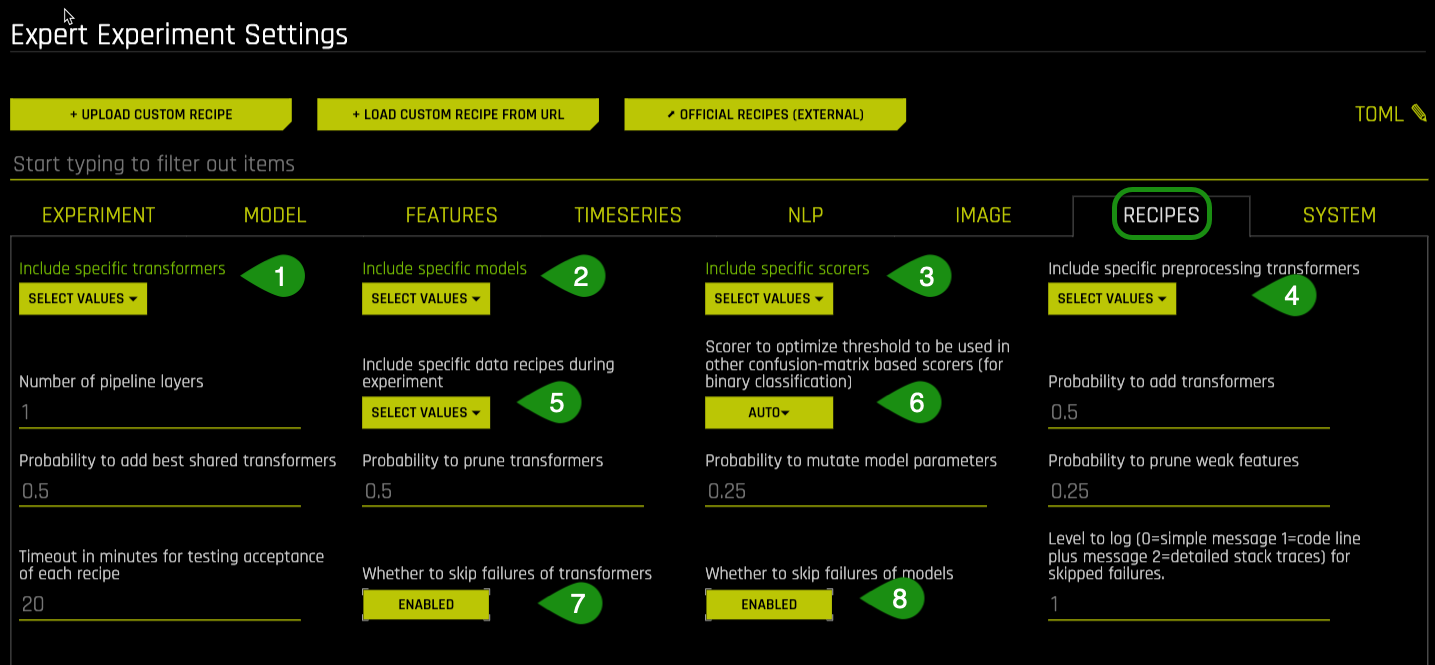 Expert Experiment Settings
+ UPLOAD CUSTOM RECIPE
+ LOAD CUSTOM RECIPE FROM URL
OFFICIAL RECIPES (EXTERNAL)
TOML
Start typing to filter out items
EXPERIMENT
MODEL
FEATURES
TIMESERIES
NLP
IMAGE
RECIPES
SYSTEM
Include specific transformers
SELECT VALUES
1
Include specific models
SELECT VALUES
2
Include specific scorers
SELECT VALUES
3
Include specific preprocessing transformers
SELECT VALUES
4
Number of pipeline layers
1
Include specific data recipes during
experiment
SELECT VALUES
5
Scorer to optimize threshold to be used in
other confusion-matrix based scorers (for
binary classification)
AUTO
6
Probability to add transformers
0.5
Probability to add best shared transformers
0.5
Probability to prune transformers
0.5
Probability to mutate model parameters
0.25
Probability to prune weak features
0.25
Timeout in minutes for testing acceptance
of each recipe
20
Whether to skip failures of transformers
ENABLED
7
Whether to skip failures of models
ENABLED
8
Level to log (0=simple message 1=code line
plus message 2=detailed stack traces) for
skipped failures.
1